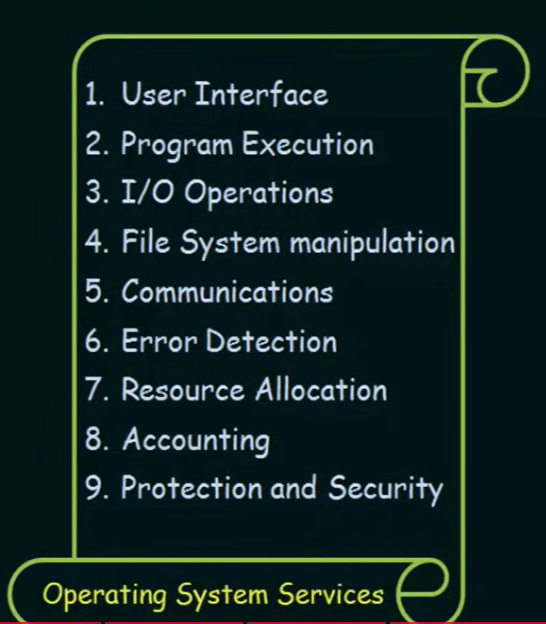 1. User Interface
2. Program Execution
3. I/O Operations
4. File System manipulation
5. Communications
6. Error Detection
7. Resource Allocation
8. Accounting
9. Protection and Security
Operating System Services